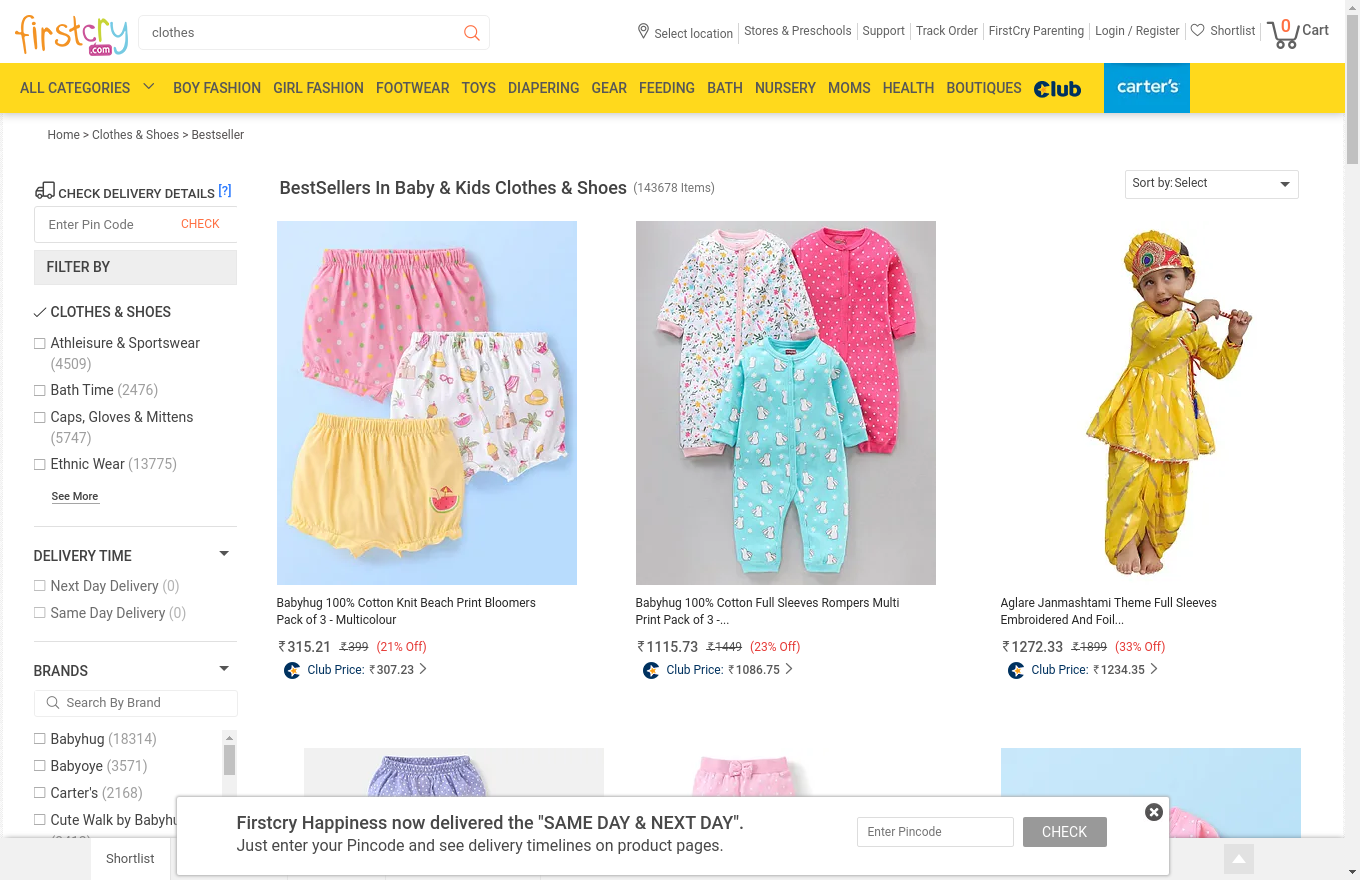 firstcry
.com
clothes
Select location
Stores & Preschools
Support
Track Order
FirstCry Parenting
Login / Register
Shortlist
0
Cart
ALL CATEGORIES
BOY FASHION
GIRL FASHION
FOOTWEAR
TOYS
DIAPERING
GEAR
FEEDING
BATH
NURSERY
MOMS
HEALTH
BOUTIQUES
Club
carter's
Home > Clothes & Shoes > Bestseller
CHECK DELIVERY DETAILS [?]
Enter Pin Code
CHECK
FILTER BY
CLOTHES & SHOES
Athleisure & Sportswear
(4509)
Bath Time (2476)
Caps, Gloves & Mittens
(5747)
Ethnic Wear (13775)
See More
DELIVERY TIME
Next Day Delivery (0)
Same Day Delivery (0)
BRANDS
Search By Brand
Babyhug (18314)
Babyoye (3571)
Carter's (2168)
Cute Walk by Babyhu
BestSellers In Baby & Kids Clothes & Shoes (143678 Items)
Sort by: Select
Babyhug 100% Cotton Knit Beach Print Bloomers
Pack of 3 - Multicolour
₹315.21 ₹399 (21% Off)
Club Price: ₹307.23
Babyhug 100% Cotton Full Sleeves Rompers Multi
Print Pack of 3 -...
₹1115.73 ₹1449 (23% Off)
Club Price: ₹1086.75
Aglare Janmashtami Theme Full Sleeves
Embroidered And Foil...
₹1272.33 ₹1899 (33% Off)
Club Price: ₹1234.35
Firstcry Happiness now delivered the "SAME DAY & NEXT DAY".
Just enter your Pincode and see delivery timelines on product pages.
Enter Pincode
CHECK
Shortlist